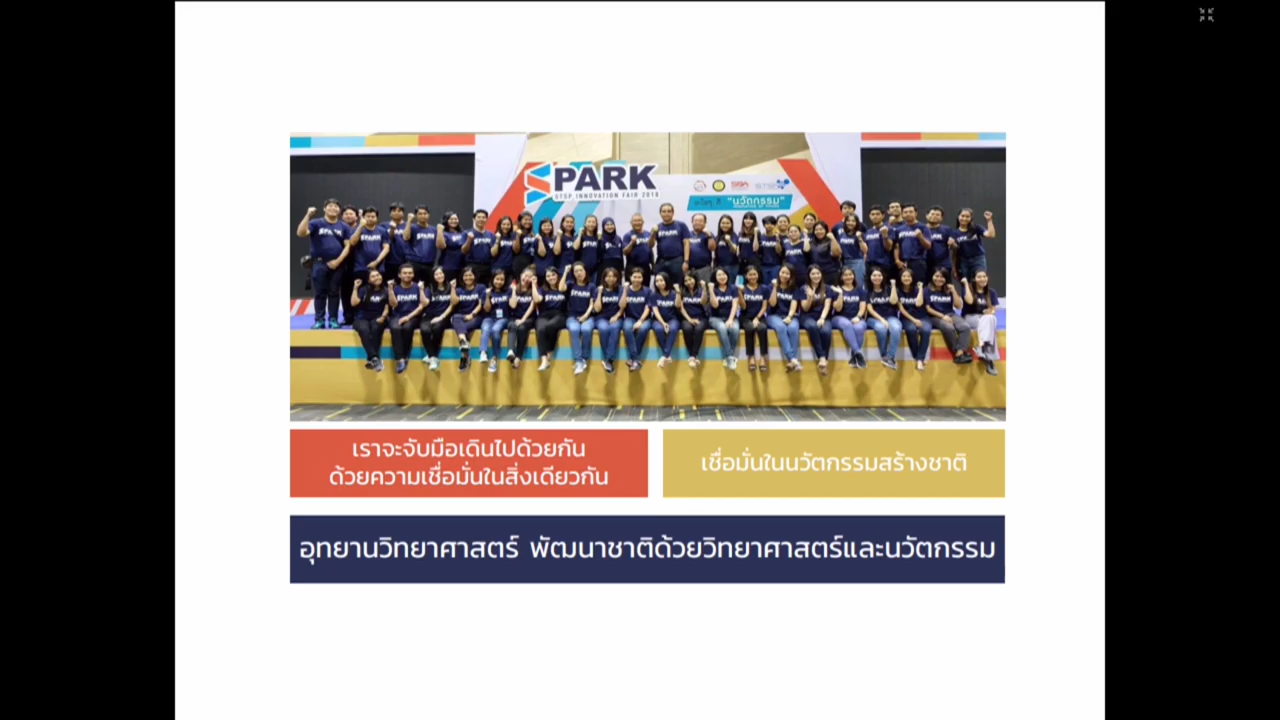 SPARK
STEP INNOVATION FAIR 2018
"นวัตกรรม"
เราจะจับมือเดินไปด้วยกัน
ด้วยความเชื่อมั่นในสิ่งเดียวกัน
เชื่อมั่นในนวัตกรรมสร้างชาติ
อุทยานวิทยาศาสตร์ พัฒนาชาติด้วยวิทยาศาสตร์และนวัตกรรม